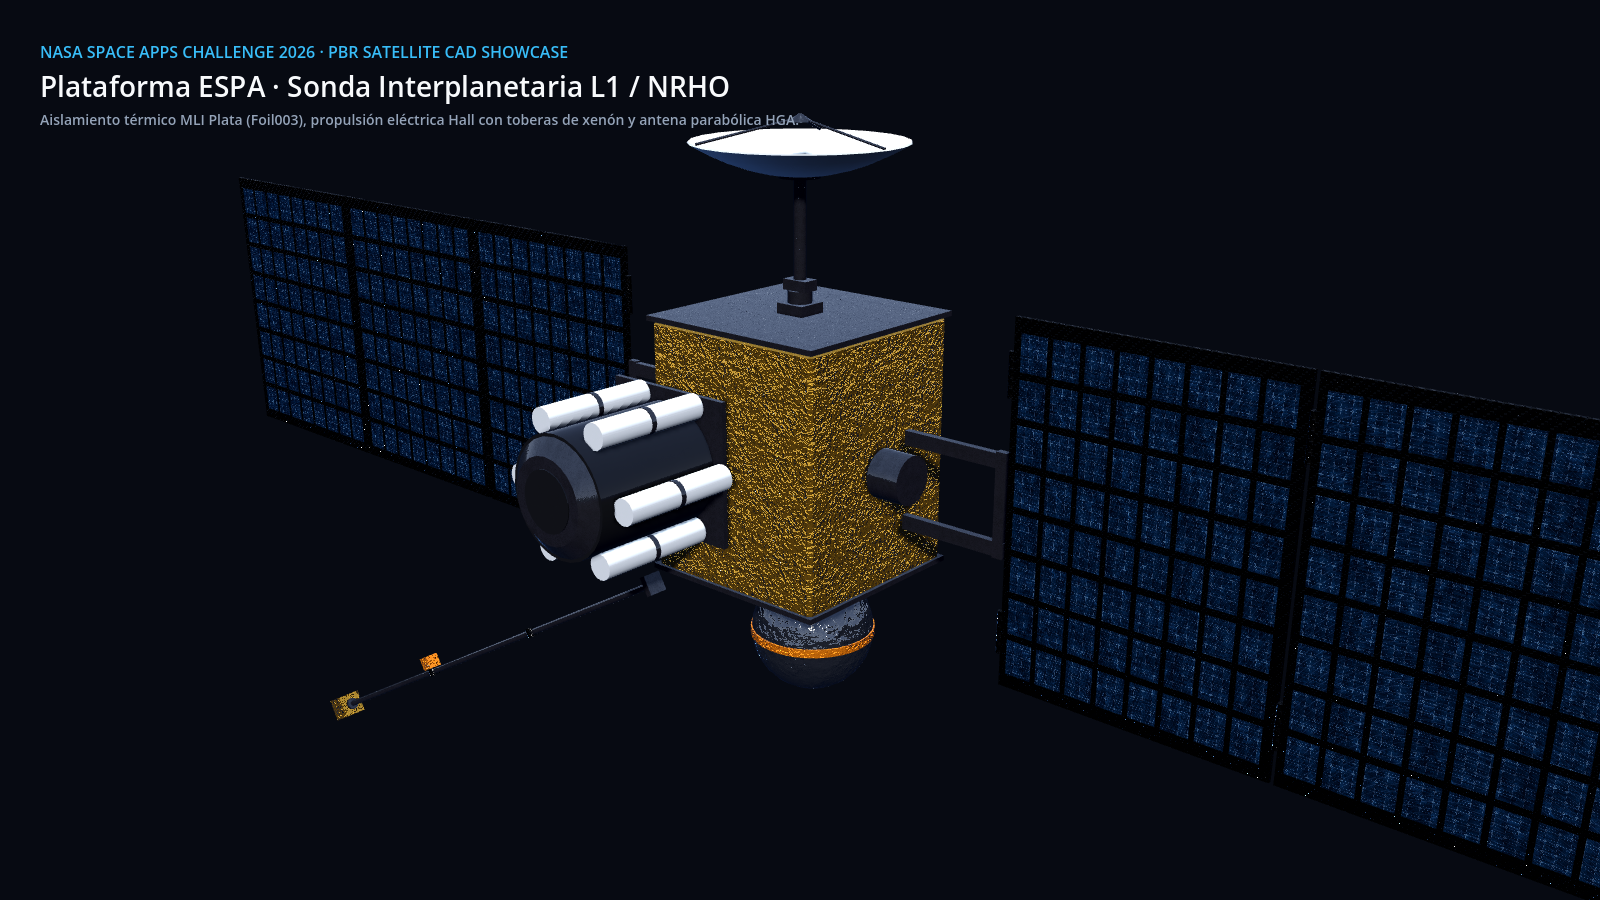 NASA SPACE APPS CHALLENGE 2026 · PBR SATELLITE CAD SHOWCASE
Plataforma ESPA · Sonda Interplanetaria L1 / NRHO
Aislamiento térmico MLI Plata (Foil003), propulsión eléctrica Hall con toberas de xenón y antena parabólica HGA.